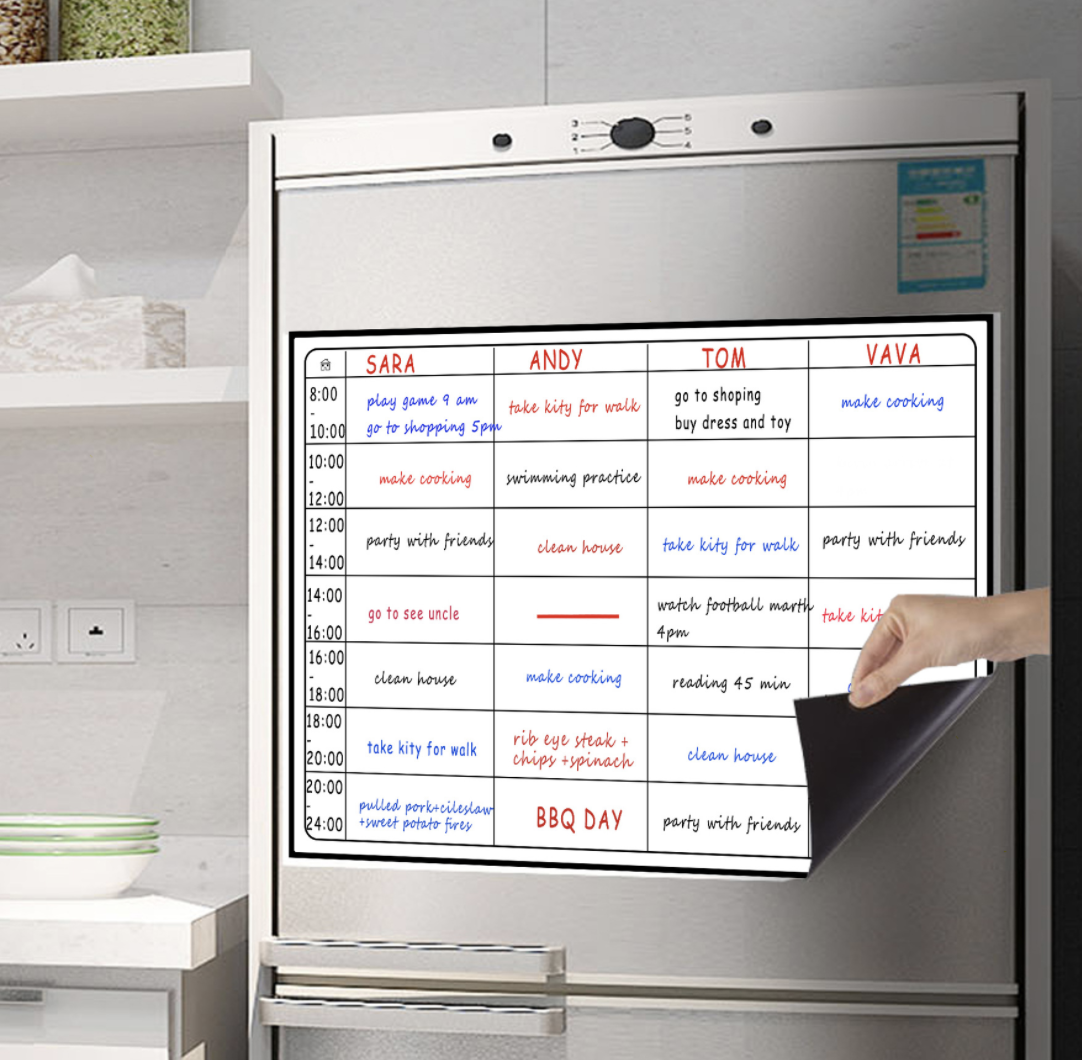 3 6
2 5
1 4
SARA ANDY TOM VAVA
8:00
-
10:00
play game 9 am
go to shopping 5pm
take kity for walk
go to shoping
buy dress and toy
make cooking
10:00
-
12:00
make cooking
swimming practice
make cooking
12:00
-
14:00
party with friends
clean house
take kity for walk
party with friends
14:00
-
16:00
go to see uncle
watch football marth
4pm
take
16:00
-
18:00
clean house
make cooking
reading 45 min
18:00
-
20:00
take kity for walk
rib eye steak +
chips +spinach
clean house
20:00
-
24:00
pulled pork+cileslaw
+sweet potato fires
BBQ DAY
party with friends